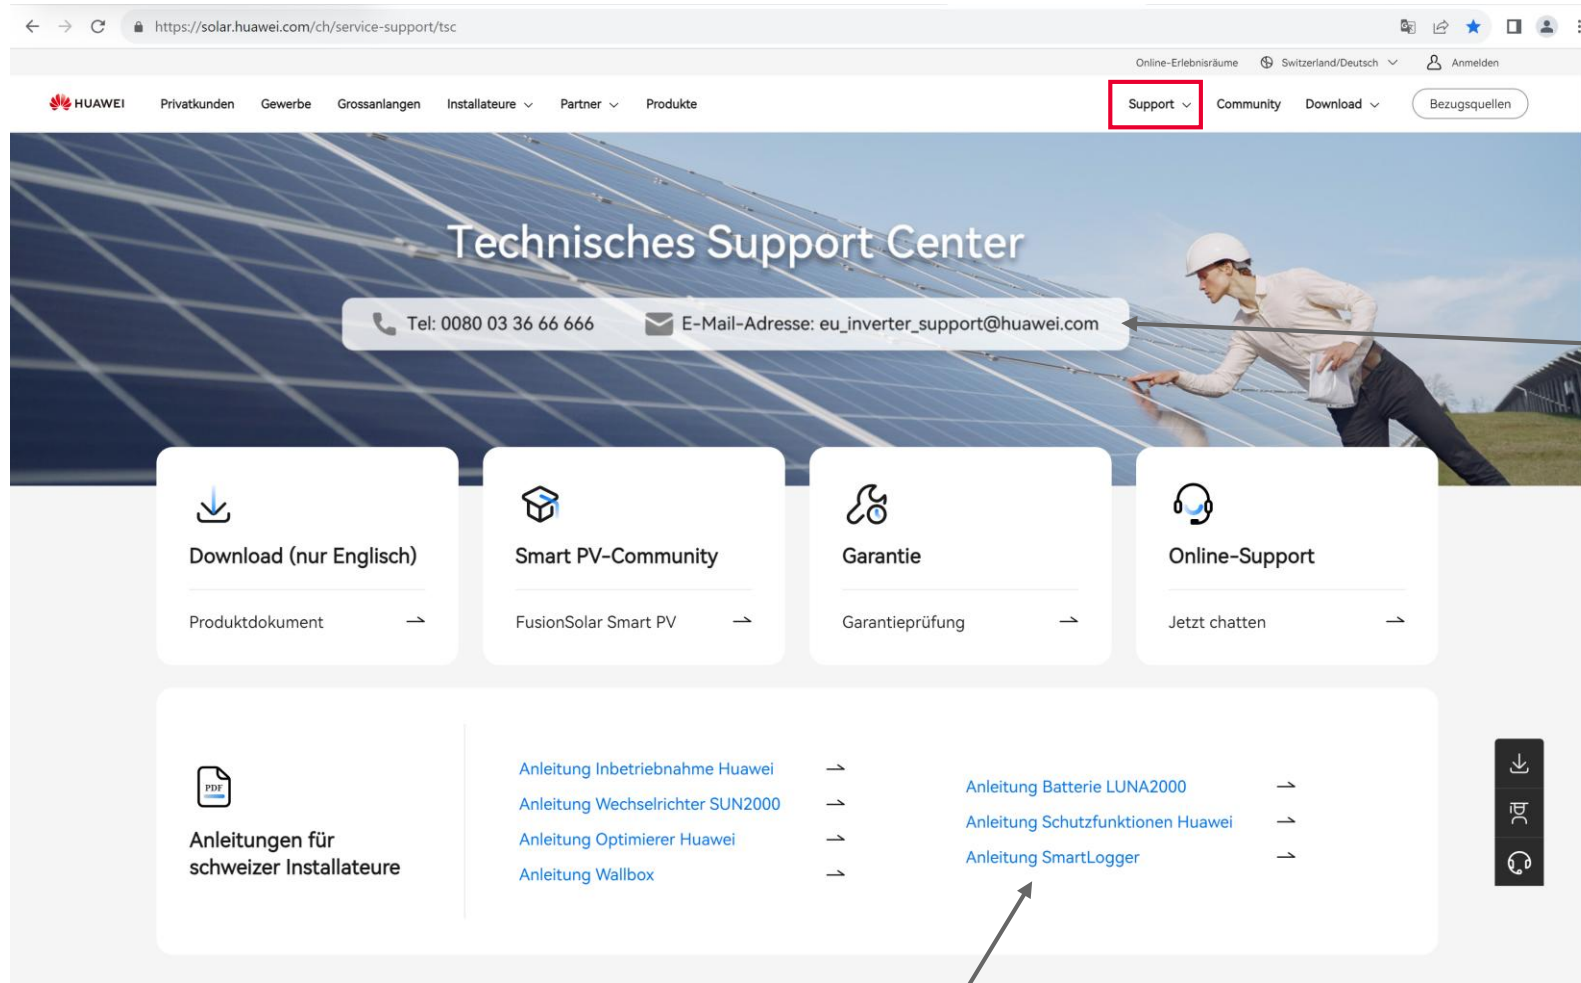 https://solar.huawei.com/ch/service-support/tsc
Online-Erlebnisräume Switzerland/Deutsch Anmelden
HUAWEI Privatkunden Gewerbe Grossanlangen Installateure Partner Produkte Support Community Download Bezugsquellen
Technisches Support Center
Tel: 0080 03 36 66 666 E-Mail-Adresse: eu_inverter_support@huawei.com
Download (nur Englisch)
Produktdokument
Smart PV-Community
FusionSolar Smart PV
Garantie
Garantieprüfung
Online-Support
Jetzt chatten
PDF
Anleitungen für
schweizer Installateure
Anleitung Inbetriebnahme Huawei
Anleitung Wechselrichter SUN2000
Anleitung Optimierer Huawei
Anleitung Wallbox
Anleitung Batterie LUNA2000
Anleitung Schutzfunktionen Huawei
Anleitung SmartLogger